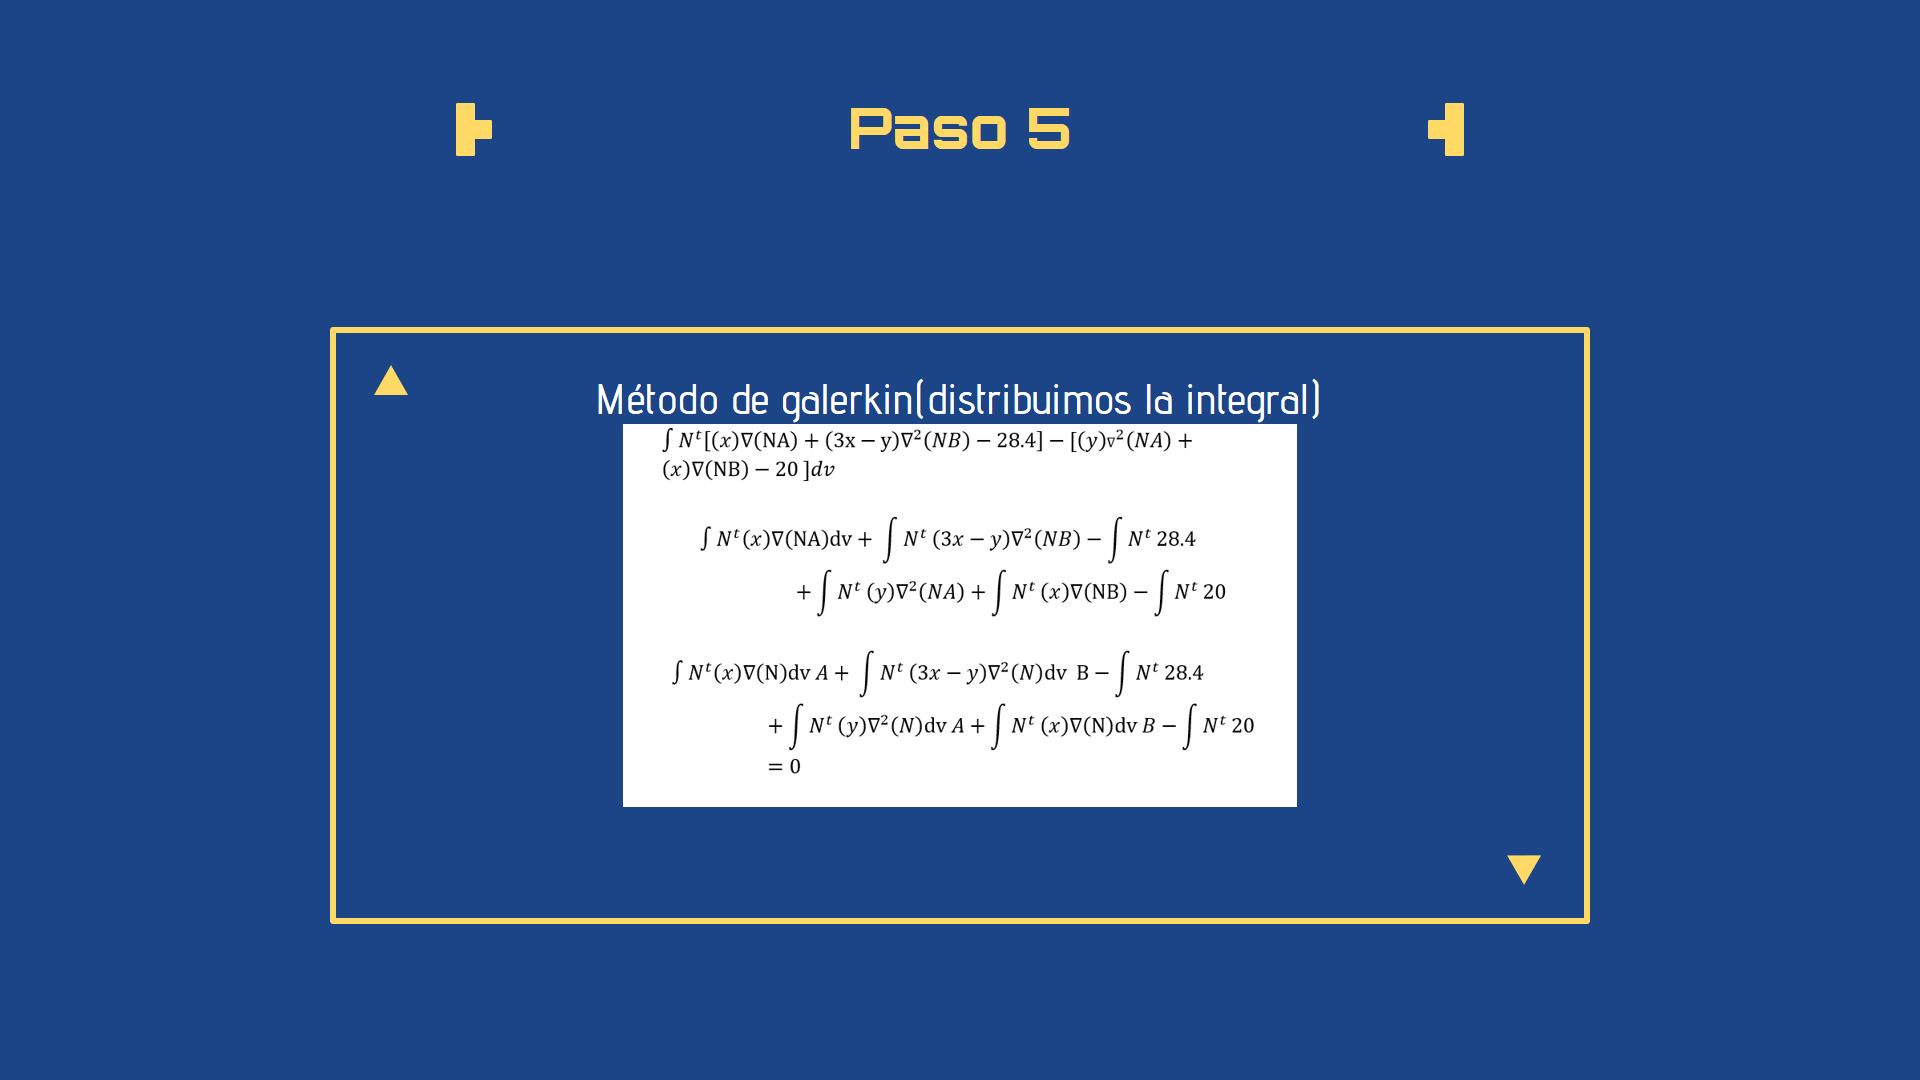 Paso 5
Método de galerkin(distribuimos la integral)
∫ Nᵗ[(x)∇(NA) + (3x − y)∇²(NB) − 28.4] − [(y)∇²(NA) +
(x)∇(NB) − 20 ]dv
∫ Nᵗ(x)∇(NA)dv + ∫ Nᵗ (3x − y)∇²(NB) − ∫ Nᵗ 28.4
+ ∫ Nᵗ (y)∇²(NA) + ∫ Nᵗ (x)∇(NB) − ∫ Nᵗ 20
∫ Nᵗ(x)∇(N)dv A + ∫ Nᵗ (3x − y)∇²(N)dv B − ∫ Nᵗ 28.4
+ ∫ Nᵗ (y)∇²(N)dv A + ∫ Nᵗ (x)∇(N)dv B − ∫ Nᵗ 20
= 0